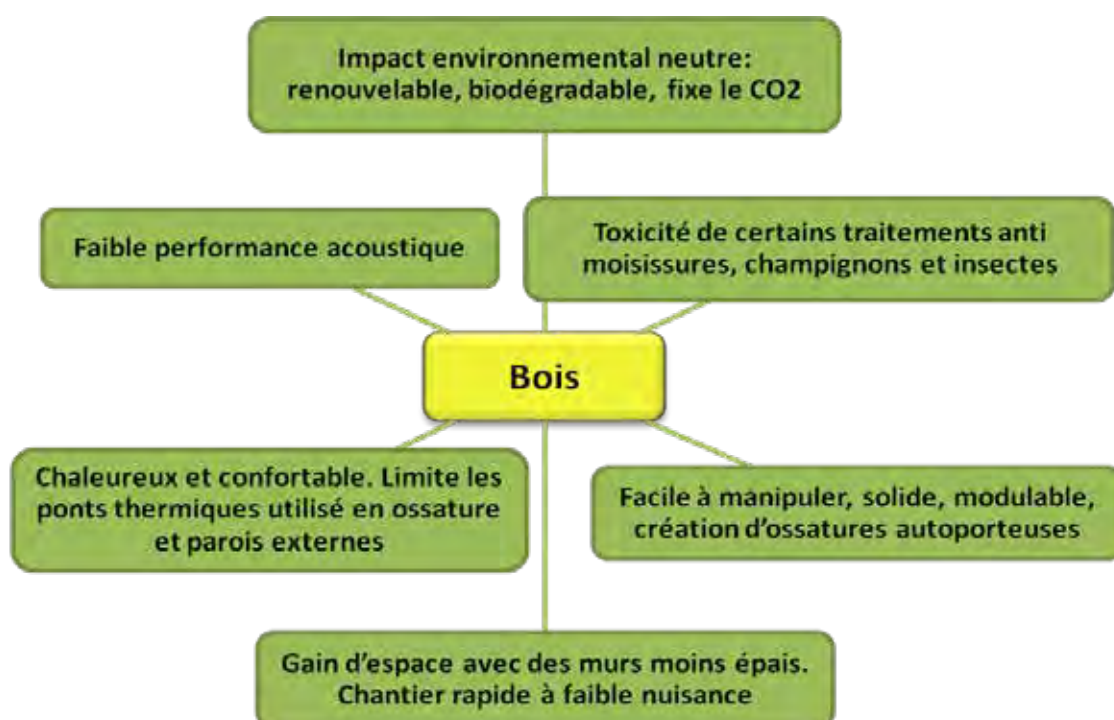 Impact environnemental neutre:
renouvelable, biodégradable, fixe le CO2
Faible performance acoustique
Toxicité de certains traitements anti
moisissures, champignons et insectes
Bois
Chaleureux et confortable. Limite les
ponts thermiques utilisé en ossature
et parois externes
Facile à manipuler, solide, modulable,
création d'ossatures autoporteuses
Gain d'espace avec des murs moins épais.
Chantier rapide à faible nuisance